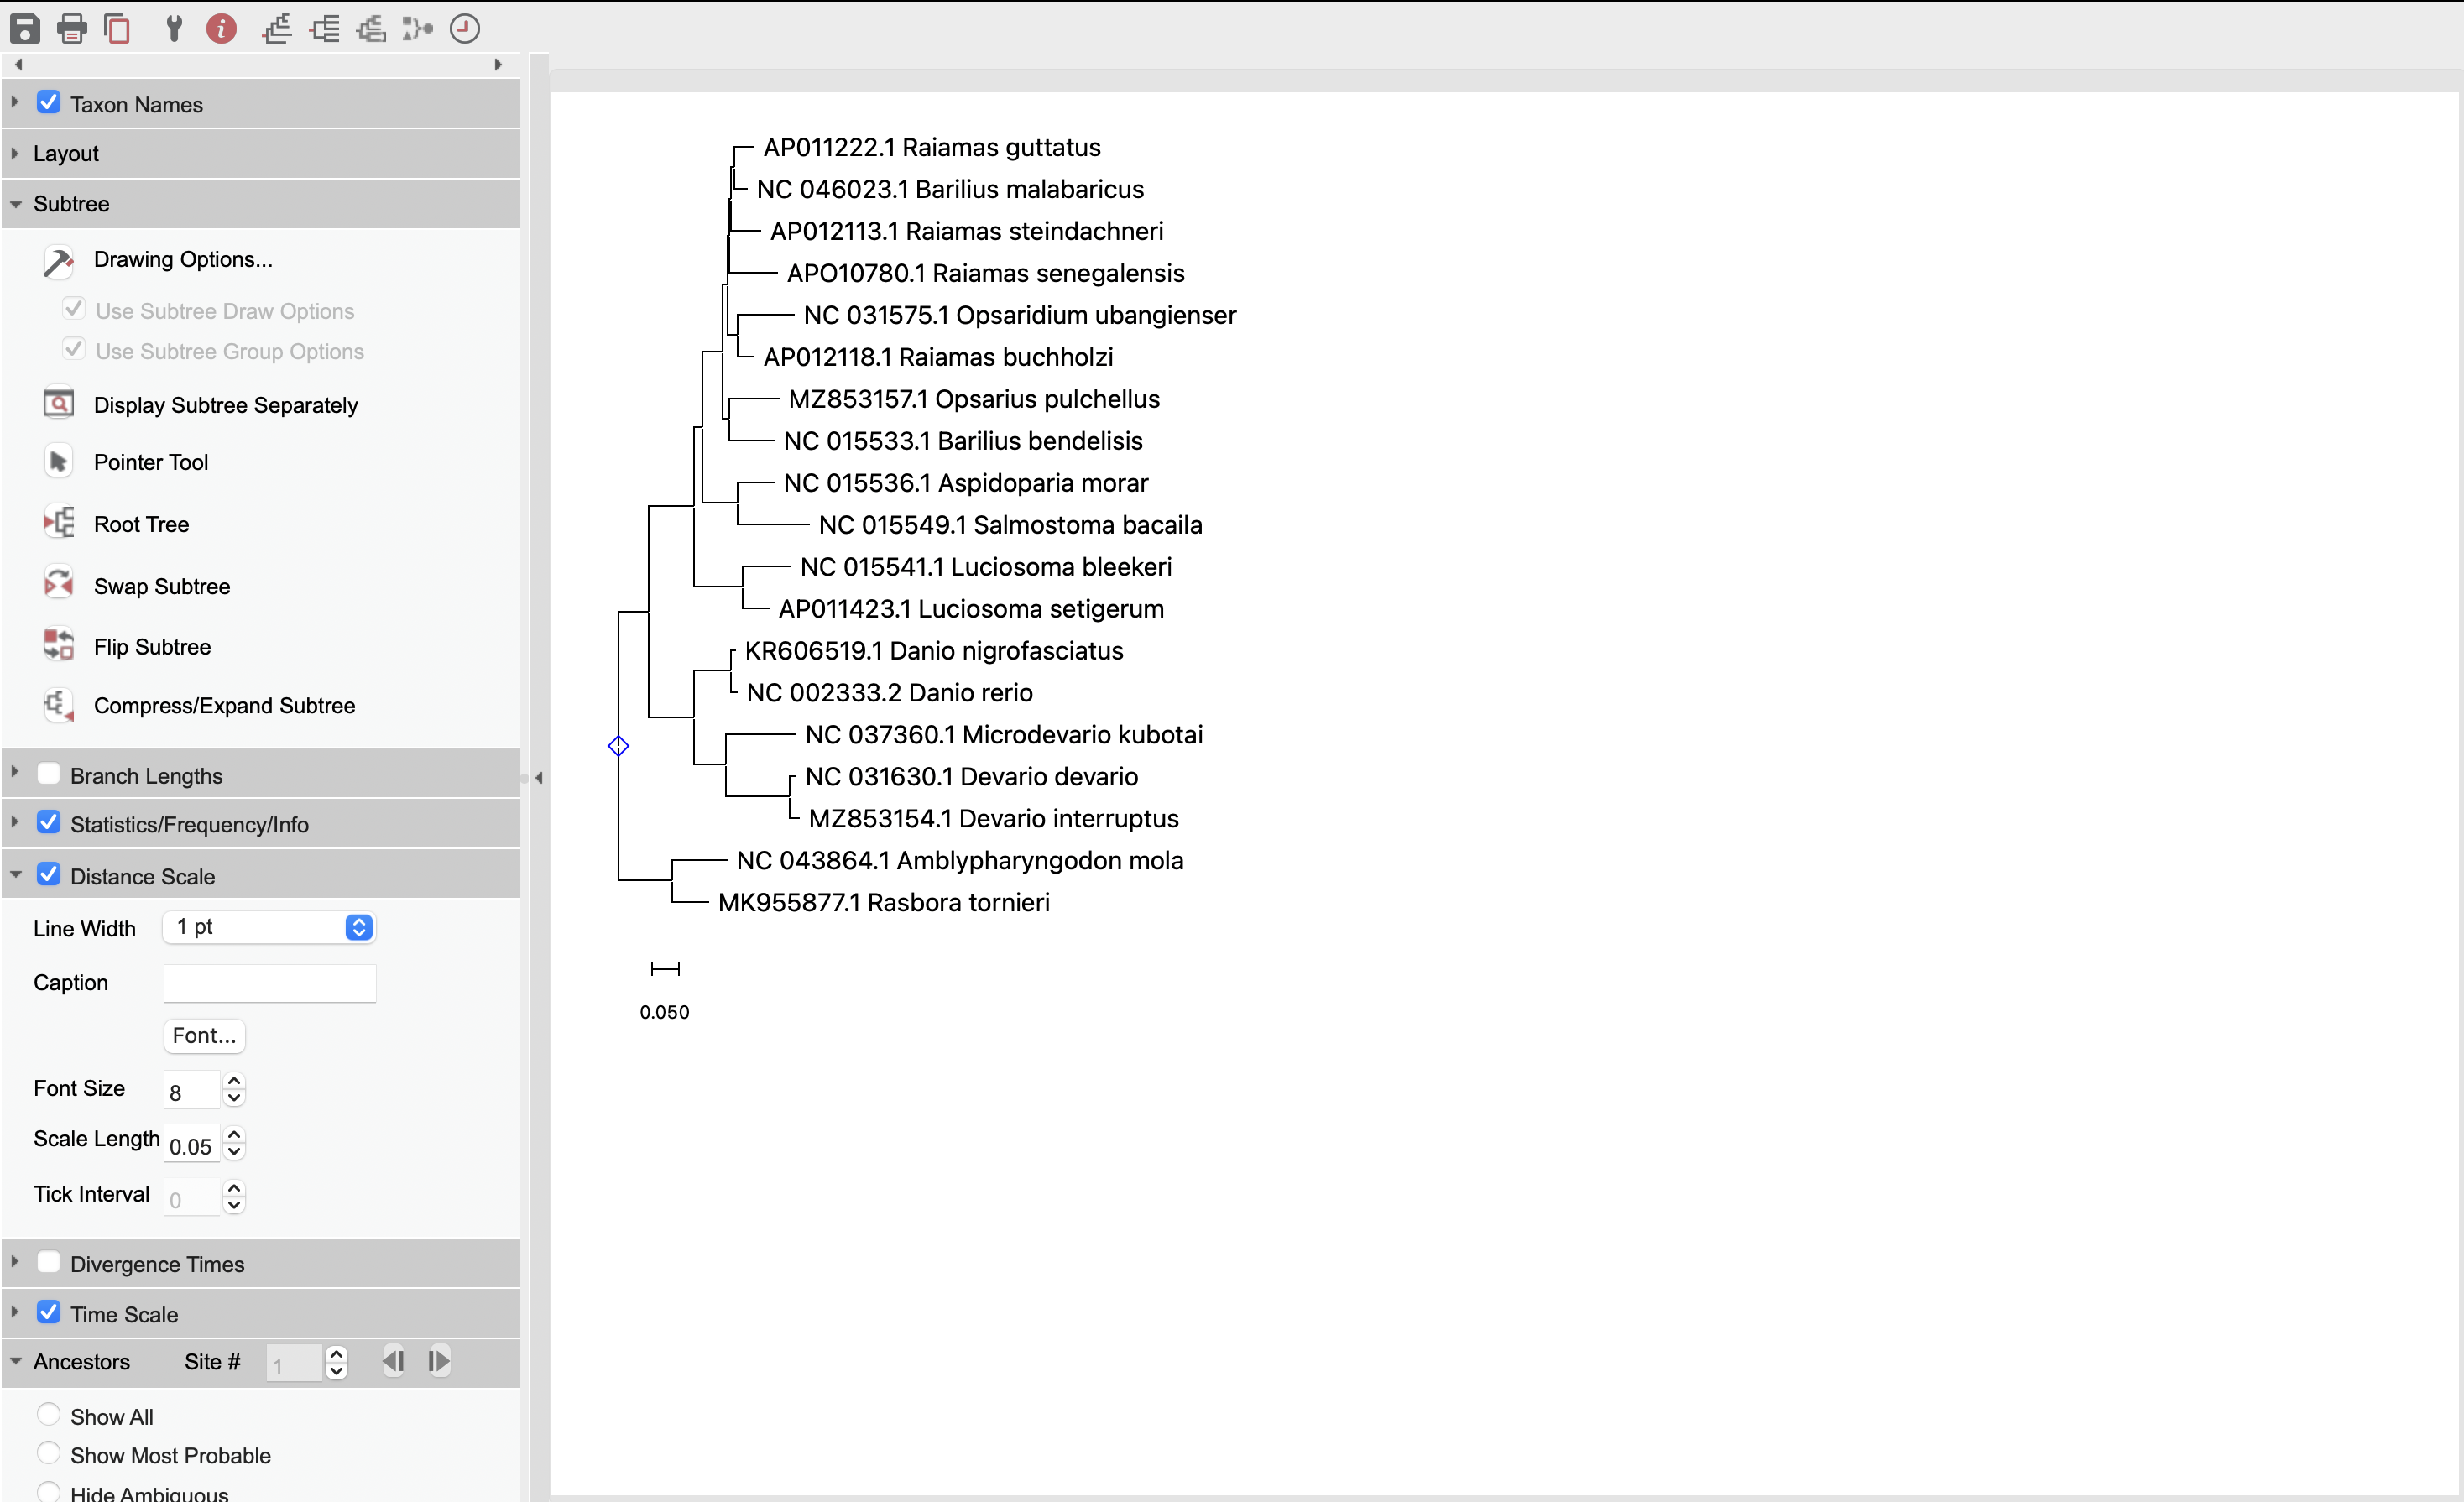 Taxon Names
Layout
Subtree
Drawing Options...
Use Subtree Draw Options
Use Subtree Group Options
Display Subtree Separately
Pointer Tool
Root Tree
Swap Subtree
Flip Subtree
Compress/Expand Subtree
Branch Lengths
Statistics/Frequency/Info
Distance Scale
Line Width 1 pt
Caption
Font...
Font Size 8
Scale Length 0.05
Tick Interval 0
Divergence Times
Time Scale
Ancestors Site # 1
Show All
Show Most Probable
Hide Ambiguous
AP011222.1 Raiamas guttatus
NC 046023.1 Barilius malabaricus
AP012113.1 Raiamas steindachneri
APO10780.1 Raiamas senegalensis
NC 031575.1 Opsaridium ubangienser
AP012118.1 Raiamas buchholzi
MZ853157.1 Opsarius pulchellus
NC 015533.1 Barilius bendelisis
NC 015536.1 Aspidoparia morar
NC 015549.1 Salmostoma bacaila
NC 015541.1 Luciosoma bleekeri
AP011423.1 Luciosoma setigerum
KR606519.1 Danio nigrofasciatus
NC 002333.2 Danio rerio
NC 037360.1 Microdevario kubotai
NC 031630.1 Devario devario
MZ853154.1 Devario interruptus
NC 043864.1 Amblypharyngodon mola
MK955877.1 Rasbora tornieri
0.050